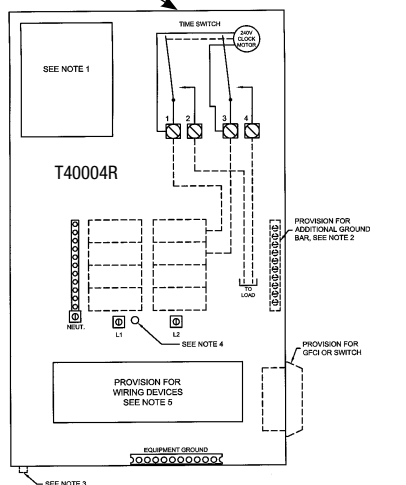 TIME SWITCH
240V
CLOCK
MOTOR
SEE NOTE 1
1 2 3 4
T40004R
PROVISION FOR
ADDITIONAL GROUND
BAR, SEE NOTE 2
TO
LOAD
NEUT.
L1
L2
SEE NOTE 4
PROVISION FOR
GFCI OR SWITCH
PROVISION FOR
WIRING DEVICES
SEE NOTE 5
EQUIPMENT GROUND
SEE NOTE 3